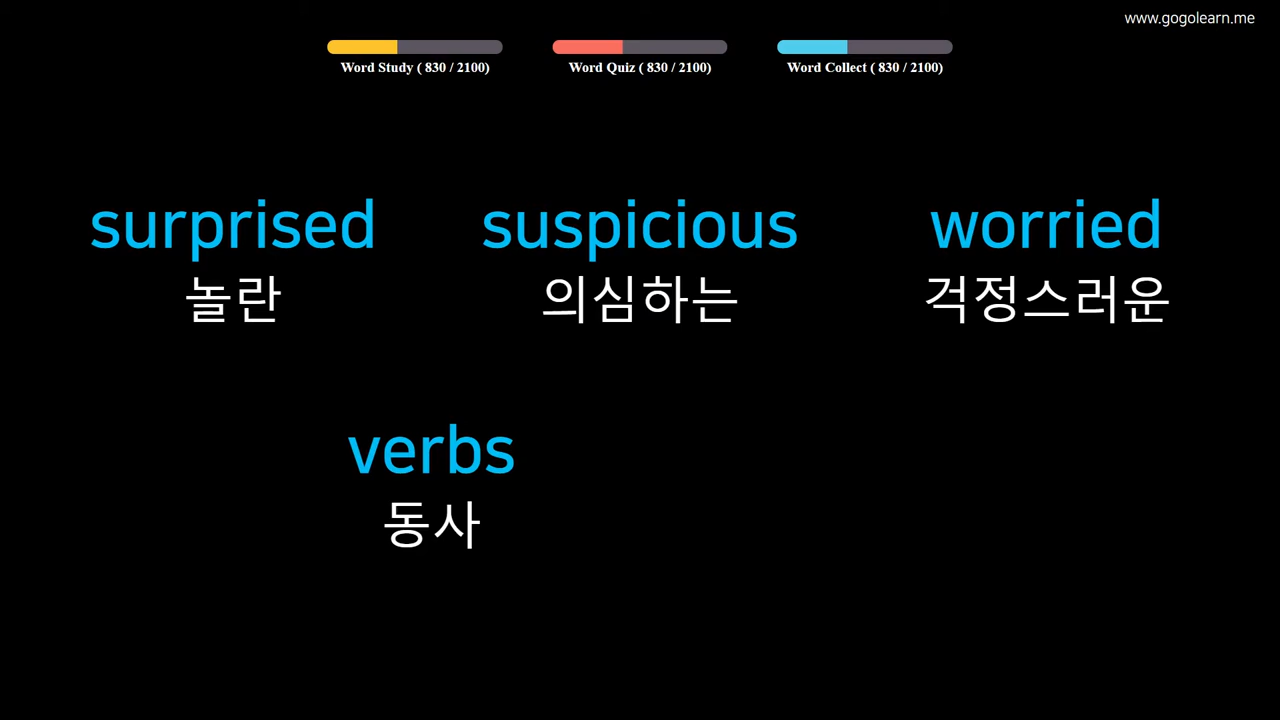 www.gogolearn.me
Word Study ( 830 / 2100)
Word Quiz ( 830 / 2100)
Word Collect ( 830 / 2100)
surprised
놀란
suspicious
의심하는
worried
걱정스러운
verbs
동사